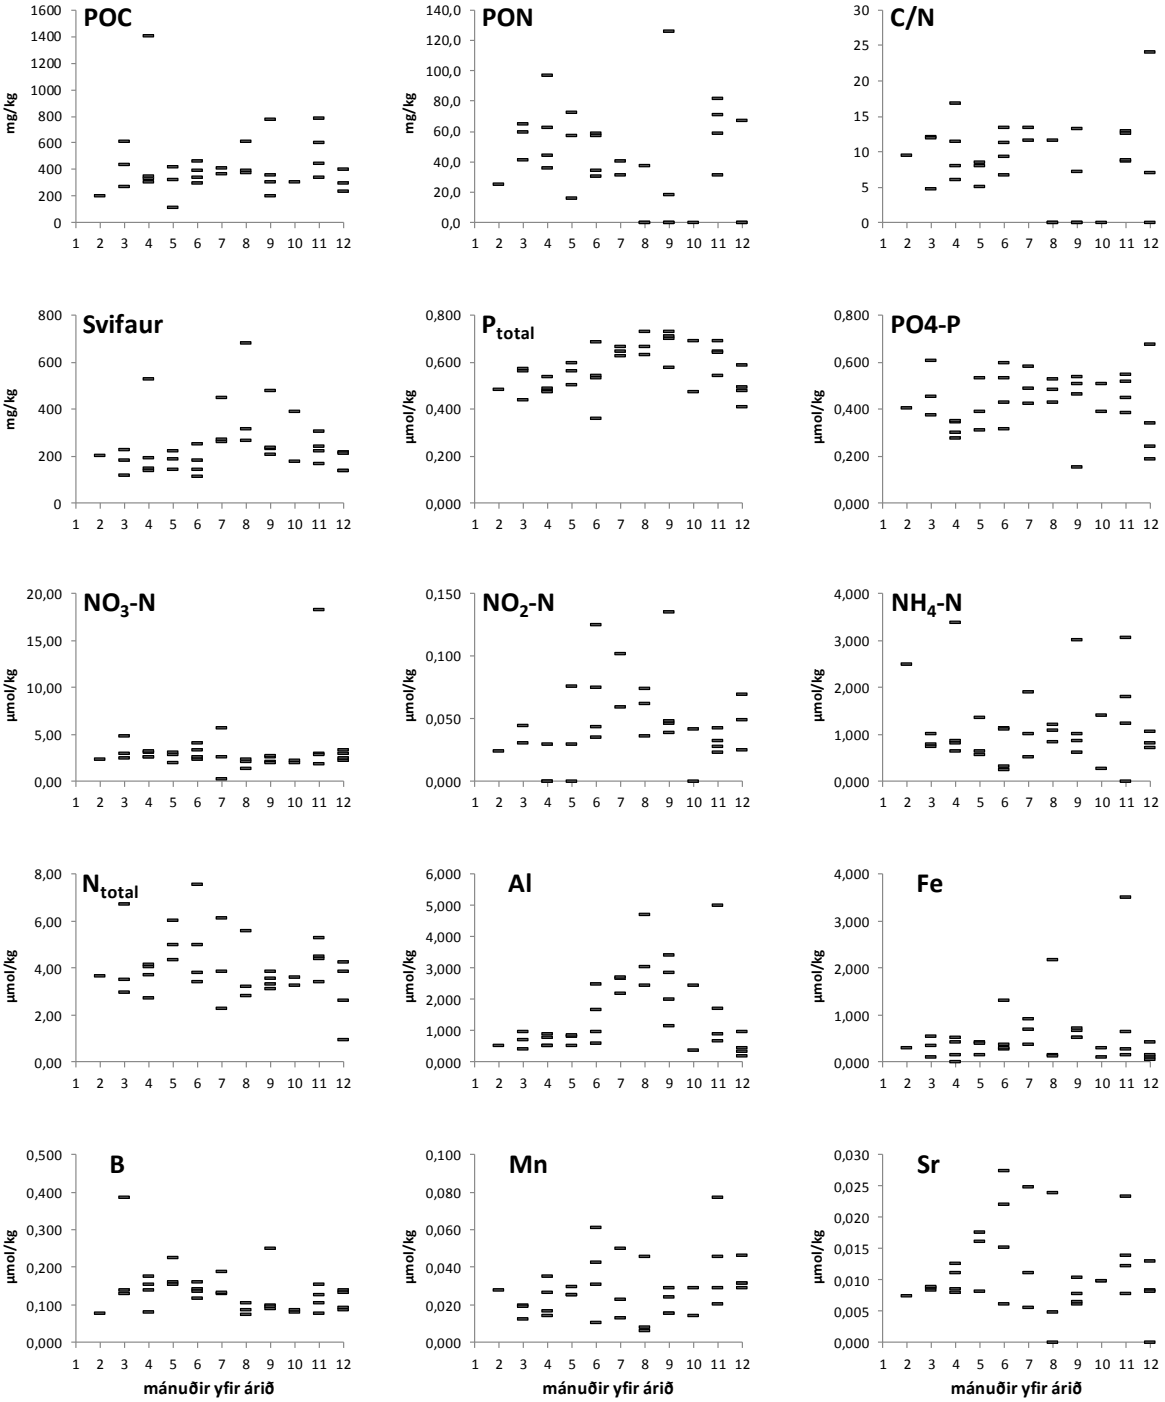 POC
mg/kg
1600
1400
1200
1000
800
600
400
200
0
1 2 3 4 5 6 7 8 9 10 11 12
PON
mg/kg
140,0
120,0
100,0
80,0
60,0
40,0
20,0
0,0
1 2 3 4 5 6 7 8 9 10 11 12
C/N
30
25
20
15
10
5
0
1 2 3 4 5 6 7 8 9 10 11 12
Svifaur
mg/kg
800
600
400
200
0
1 2 3 4 5 6 7 8 9 10 11 12
Ptotal
µmol/kg
0,800
0,600
0,400
0,200
0,000
1 2 3 4 5 6 7 8 9 10 11 12
PO4-P
µmol/kg
0,800
0,600
0,400
0,200
0,000
1 2 3 4 5 6 7 8 9 10 11 12
NO3-N
µmol/kg
20,00
15,00
10,00
5,00
0,00
1 2 3 4 5 6 7 8 9 10 11 12
NO2-N
µmol/kg
0,150
0,100
0,050
0,000
1 2 3 4 5 6 7 8 9 10 11 12
NH4-N
µmol/kg
4,000
3,000
2,000
1,000
0,000
1 2 3 4 5 6 7 8 9 10 11 12
Ntotal
µmol/kg
8,00
6,00
4,00
2,00
0,00
1 2 3 4 5 6 7 8 9 10 11 12
Al
µmol/kg
6,000
5,000
4,000
3,000
2,000
1,000
0,000
1 2 3 4 5 6 7 8 9 10 11 12
Fe
µmol/kg
4,000
3,000
2,000
1,000
0,000
1 2 3 4 5 6 7 8 9 10 11 12
B
µmol/kg
0,500
0,400
0,300
0,200
0,100
0,000
1 2 3 4 5 6 7 8 9 10 11 12
mánuðir yfir árið
Mn
µmol/kg
0,100
0,080
0,060
0,040
0,020
0,000
1 2 3 4 5 6 7 8 9 10 11 12
mánuðir yfir árið
Sr
µmol/kg
0,030
0,025
0,020
0,015
0,010
0,005
0,000
1 2 3 4 5 6 7 8 9 10 11 12
mánuðir yfir árið